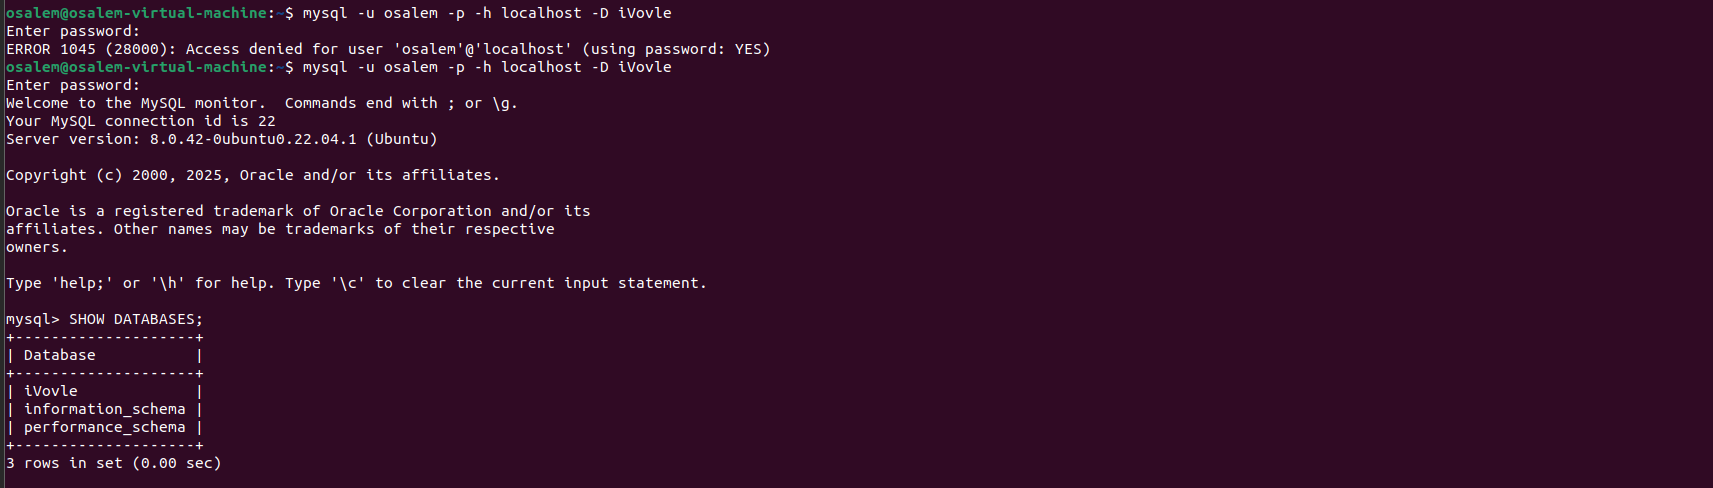 osalem@osalem-virtual-machine:~$ mysql -u osalem -p -h localhost -D iVovle
Enter password:
ERROR 1045 (28000): Access denied for user 'osalem'@'localhost' (using password: YES)
osalem@osalem-virtual-machine:~$ mysql -u osalem -p -h localhost -D iVovle
Enter password:
Welcome to the MySQL monitor.  Commands end with ; or \g.
Your MySQL connection id is 22
Server version: 8.0.42-0ubuntu0.22.04.1 (Ubuntu)

Copyright (c) 2000, 2025, Oracle and/or its affiliates.

Oracle is a registered trademark of Oracle Corporation and/or its
affiliates. Other names may be trademarks of their respective
owners.

Type 'help;' or '\h' for help. Type '\c' to clear the current input statement.

mysql> SHOW DATABASES;
+--------------------+
| Database           |
+--------------------+
| iVovle             |
| information_schema |
| performance_schema |
+--------------------+
3 rows in set (0.00 sec)